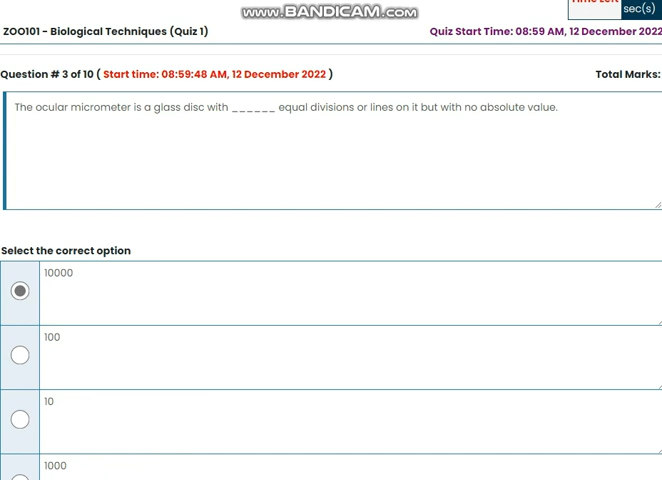 www.BANDICAM.com
Time Left
sec(s)
ZOO101 - Biological Techniques (Quiz 1)
Quiz Start Time: 08:59 AM, 12 December 2022
Question # 3 of 10 ( Start time: 08:59:48 AM, 12 December 2022 )
Total Marks:
The ocular micrometer is a glass disc with ______ equal divisions or lines on it but with no absolute value.
Select the correct option
10000
100
10
1000